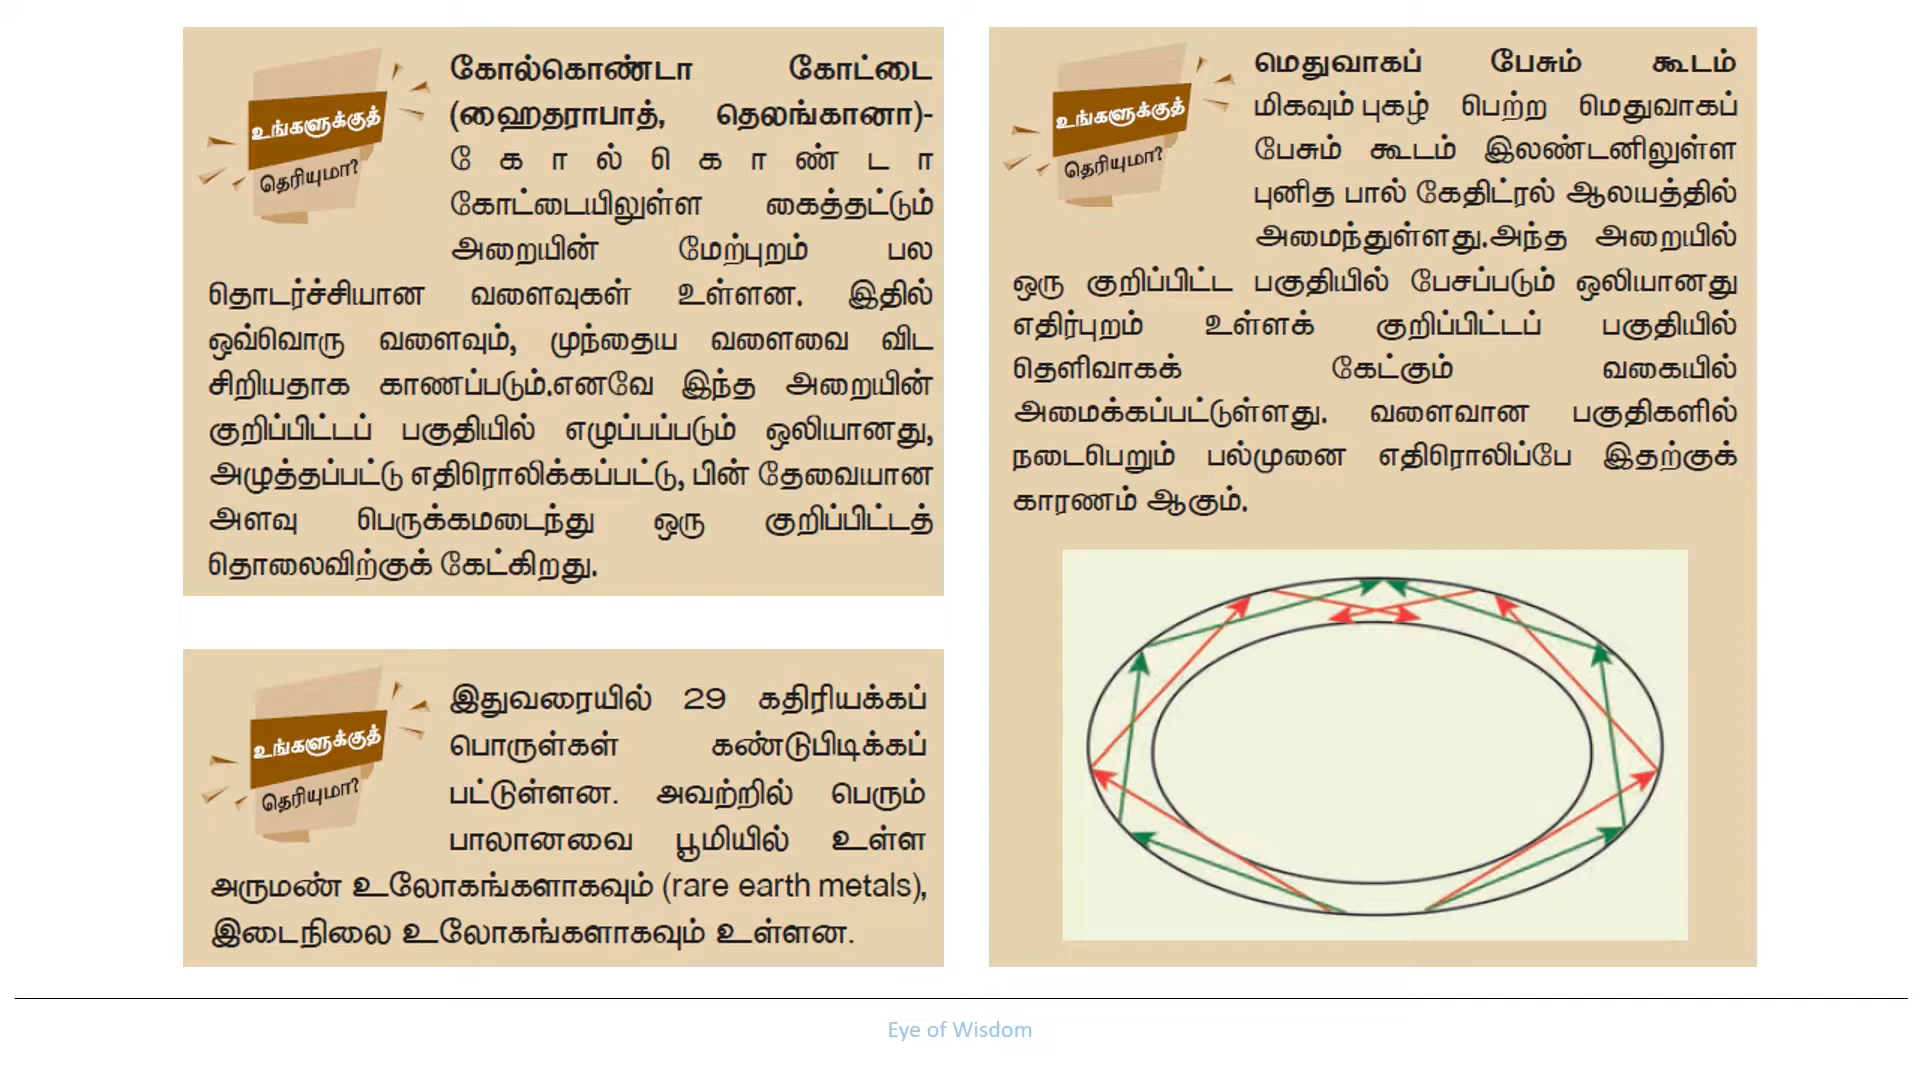 உங்களுக்குத்
தெரியுமா?
கோல்கொண்டா கோட்டை
(ஹைதராபாத், தெலங்கானா)-
கோல்கொண்டா
கோட்டையிலுள்ள கைத்தட்டும்
அறையின் மேற்புறம் பல
தொடர்ச்சியான வளைவுகள் உள்ளன. இதில்
ஒவ்வொரு வளைவும், முந்தைய வளைவை விட
சிறியதாக காணப்படும்.எனவே இந்த அறையின்
குறிப்பிட்டப் பகுதியில் எழுப்பப்படும் ஒலியானது,
அழுத்தப்பட்டு எதிரொலிக்கப்பட்டு, பின் தேவையான
அளவு பெருக்கமடைந்து ஒரு குறிப்பிட்டத்
தொலைவிற்குக் கேட்கிறது.
உங்களுக்குத்
தெரியுமா?
இதுவரையில் 29 கதிரியக்கப்
பொருள்கள் கண்டுபிடிக்கப்
பட்டுள்ளன. அவற்றில் பெரும்
பாலானவை பூமியில் உள்ள
அருமண் உலோகங்களாகவும் (rare earth metals),
இடைநிலை உலோகங்களாகவும் உள்ளன.
உங்களுக்குத்
தெரியுமா?
மெதுவாகப் பேசும் கூடம்
மிகவும் புகழ் பெற்ற மெதுவாகப்
பேசும் கூடம் இலண்டனிலுள்ள
புனித பால் கேதிட்ரல் ஆலயத்தில்
அமைந்துள்ளது.அந்த அறையில்
ஒரு குறிப்பிட்ட பகுதியில் பேசப்படும் ஒலியானது
எதிர்புறம் உள்ளக் குறிப்பிட்டப் பகுதியில்
தெளிவாகக் கேட்கும் வகையில்
அமைக்கப்பட்டுள்ளது. வளைவான பகுதிகளில்
நடைபெறும் பல்முனை எதிரொலிப்பே இதற்குக்
காரணம் ஆகும்.
Eye of Wisdom